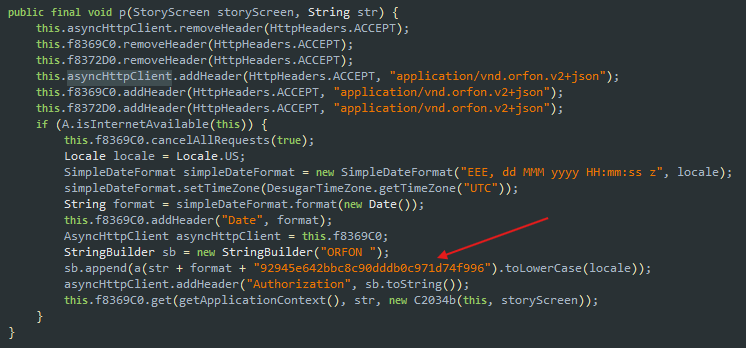 public final void p(StoryScreen storyScreen, String str) {
    this.asyncHttpClient.removeHeader(HttpHeaders.ACCEPT);
    this.f8369C0.removeHeader(HttpHeaders.ACCEPT);
    this.f8372D0.removeHeader(HttpHeaders.ACCEPT);
    this.asyncHttpClient.addHeader(HttpHeaders.ACCEPT, "application/vnd.orfon.v2+json");
    this.f8369C0.addHeader(HttpHeaders.ACCEPT, "application/vnd.orfon.v2+json");
    this.f8372D0.addHeader(HttpHeaders.ACCEPT, "application/vnd.orfon.v2+json");
    if (A.isInternetAvailable(this)) {
        this.f8369C0.cancelAllRequests(true);
        Locale locale = Locale.US;
        SimpleDateFormat simpleDateFormat = new SimpleDateFormat("EEE, dd MMM yyyy HH:mm:ss z", locale);
        simpleDateFormat.setTimeZone(DesugarTimeZone.getTimeZone("UTC"));
        String format = simpleDateFormat.format(new Date());
        this.f8369C0.addHeader("Date", format);
        AsyncHttpClient asyncHttpClient = this.f8369C0;
        StringBuilder sb = new StringBuilder("ORFON ");
        sb.append(a(str + format + "92945e642bbc8c90dddb0c971d74f996").toLowerCase(locale));
        asyncHttpClient.addHeader("Authorization", sb.toString());
        this.f8369C0.get(getApplicationContext(), str, new C2034b(this, storyScreen));
    }
}